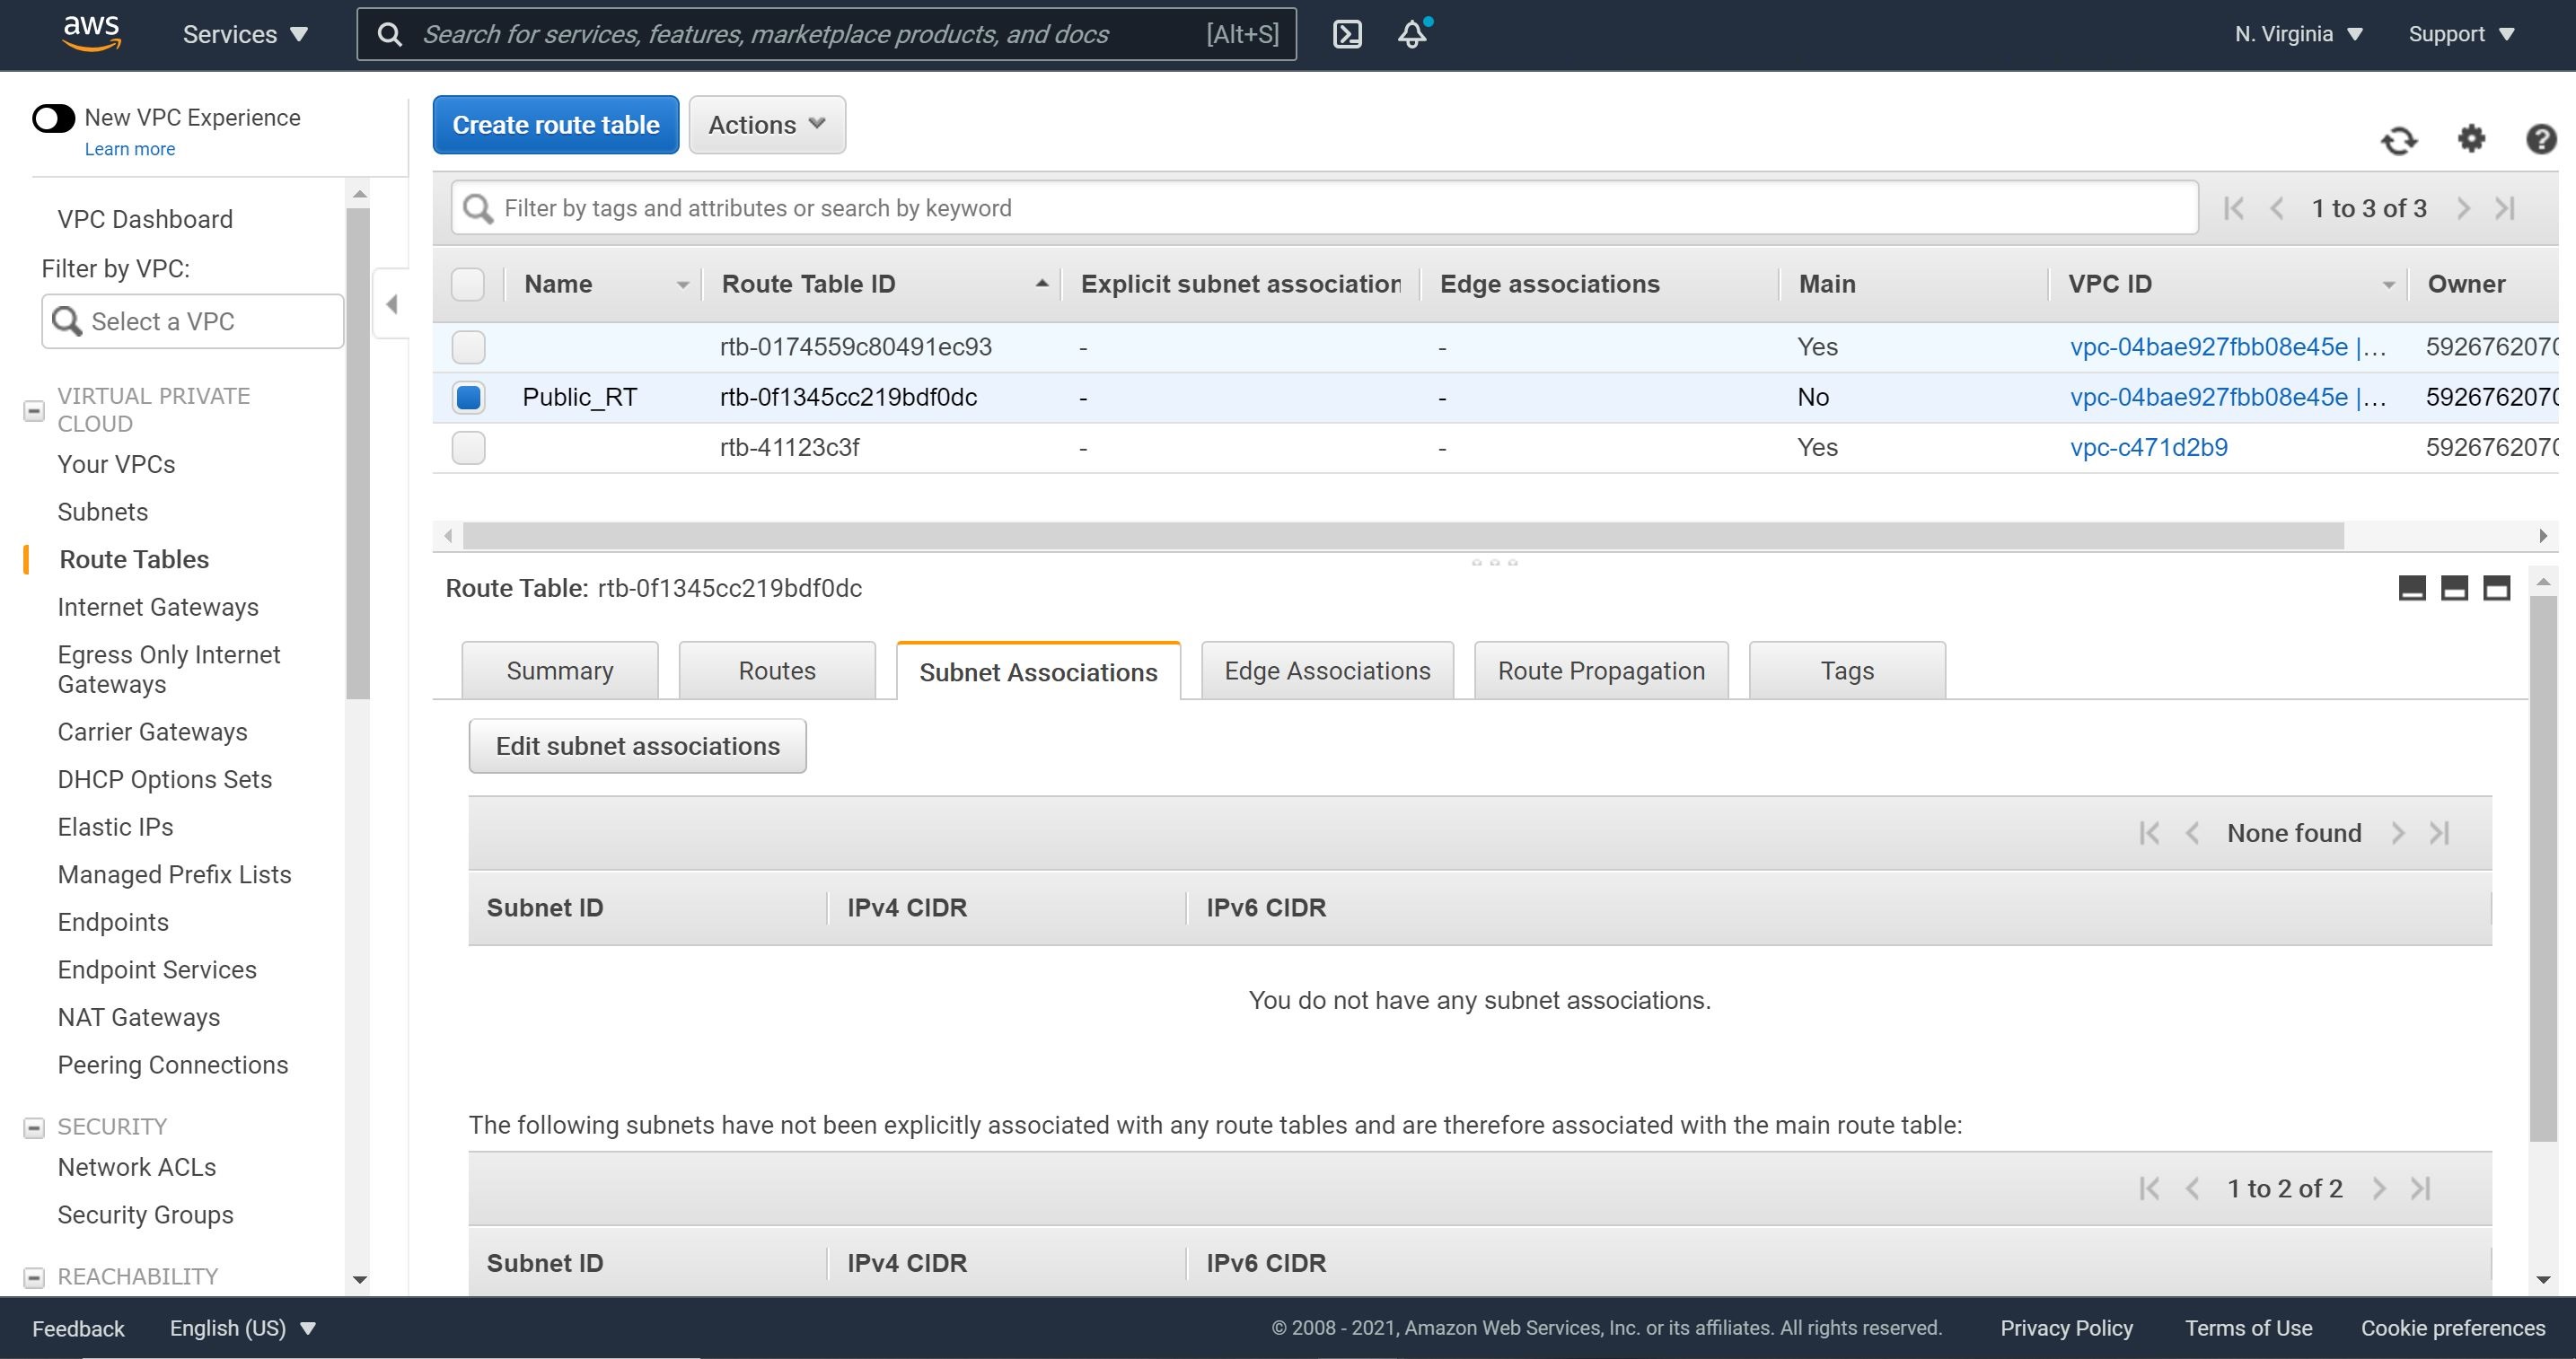 aws Services Search for services, features, marketplace products, and docs [Alt+S] N. Virginia Support
New VPC Experience
Learn more
VPC Dashboard
Filter by VPC:
Select a VPC
VIRTUAL PRIVATE
CLOUD
Your VPCs
Subnets
Route Tables
Internet Gateways
Egress Only Internet
Gateways
Carrier Gateways
DHCP Options Sets
Elastic IPs
Managed Prefix Lists
Endpoints
Endpoint Services
NAT Gateways
Peering Connections
SECURITY
Network ACLs
Security Groups
REACHABILITY
Create route table Actions
Filter by tags and attributes or search by keyword 1 to 3 of 3
Name Route Table ID Explicit subnet association Edge associations Main VPC ID Owner
rtb-0174559c80491ec93 - - Yes vpc-04bae927fbb08e45e |... 5926762070
Public_RT rtb-0f1345cc219bdf0dc - - No vpc-04bae927fbb08e45e |... 5926762070
rtb-41123c3f - - Yes vpc-c471d2b9 5926762070
Route Table: rtb-0f1345cc219bdf0dc
Summary Routes Subnet Associations Edge Associations Route Propagation Tags
Edit subnet associations
None found
Subnet ID IPv4 CIDR IPv6 CIDR
You do not have any subnet associations.
The following subnets have not been explicitly associated with any route tables and are therefore associated with the main route table:
1 to 2 of 2
Subnet ID IPv4 CIDR IPv6 CIDR
Feedback English (US) © 2008 - 2021, Amazon Web Services, Inc. or its affiliates. All rights reserved. Privacy Policy Terms of Use Cookie preferences